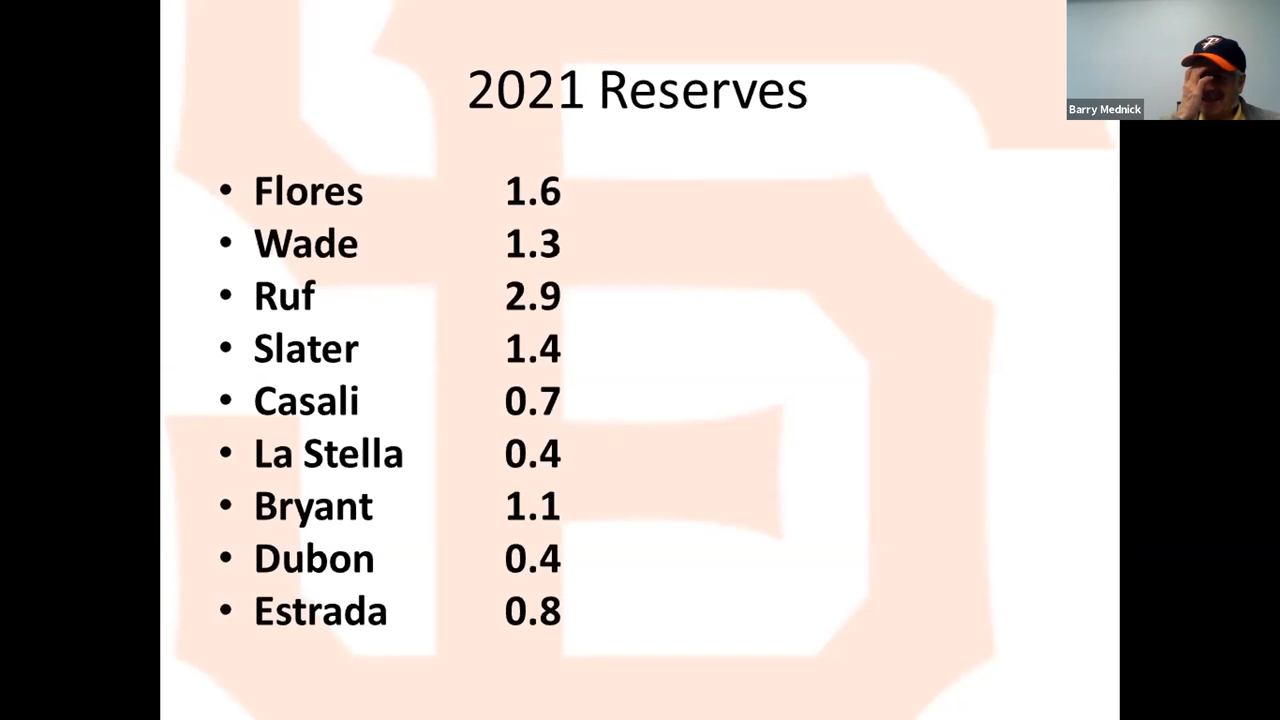 2021 Reserves
Barry Mednick
• Flores 1.6
• Wade 1.3
• Ruf 2.9
• Slater 1.4
• Casali 0.7
• La Stella 0.4
• Bryant 1.1
• Dubon 0.4
• Estrada 0.8